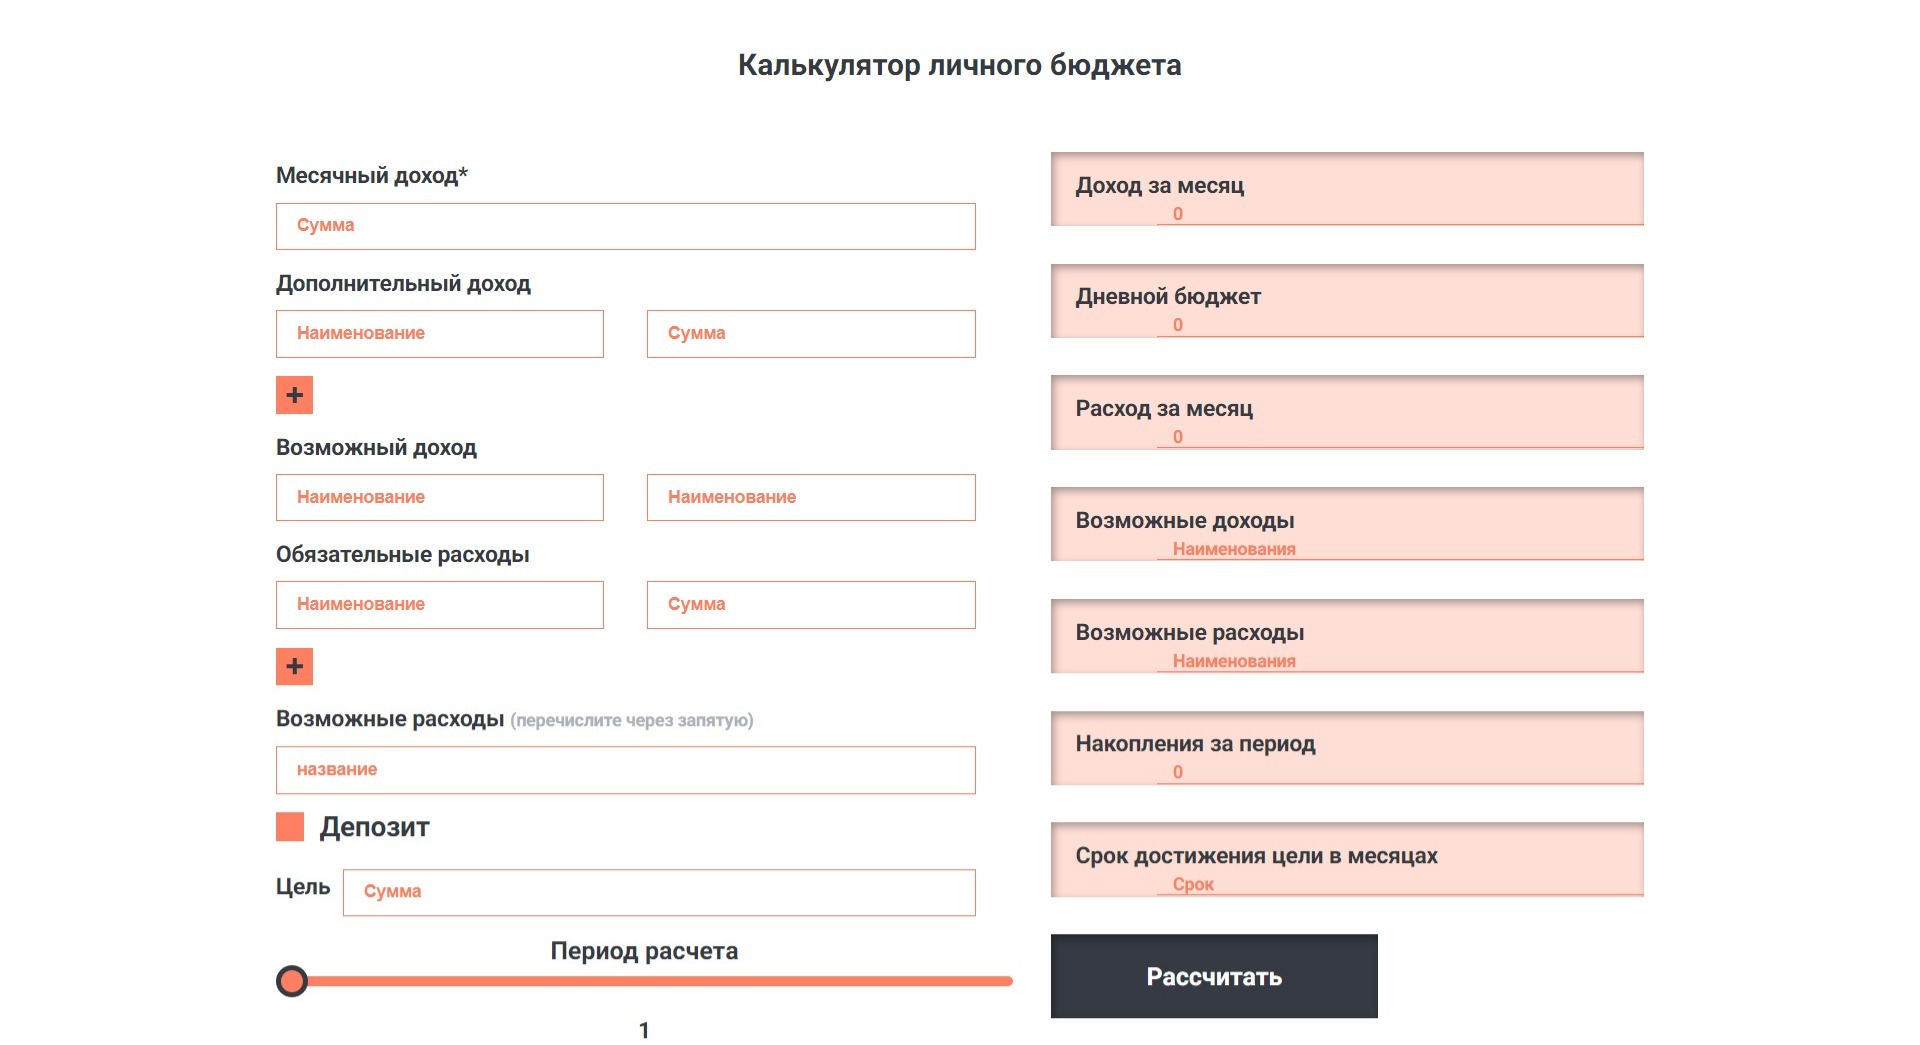 Калькулятор личного бюджета
Месячный доход*
Сумма
Дополнительный доход
Наименование
Сумма
+
Возможный доход
Наименование
Наименование
Обязательные расходы
Наименование
Сумма
+
Возможные расходы (перечислите через запятую)
название
Депозит
Цель
Сумма
Период расчета
1
Доход за месяц
0
Дневной бюджет
0
Расход за месяц
0
Возможные доходы
Наименования
Возможные расходы
Наименования
Накопления за период
0
Срок достижения цели в месяцах
Срок
Рассчитать